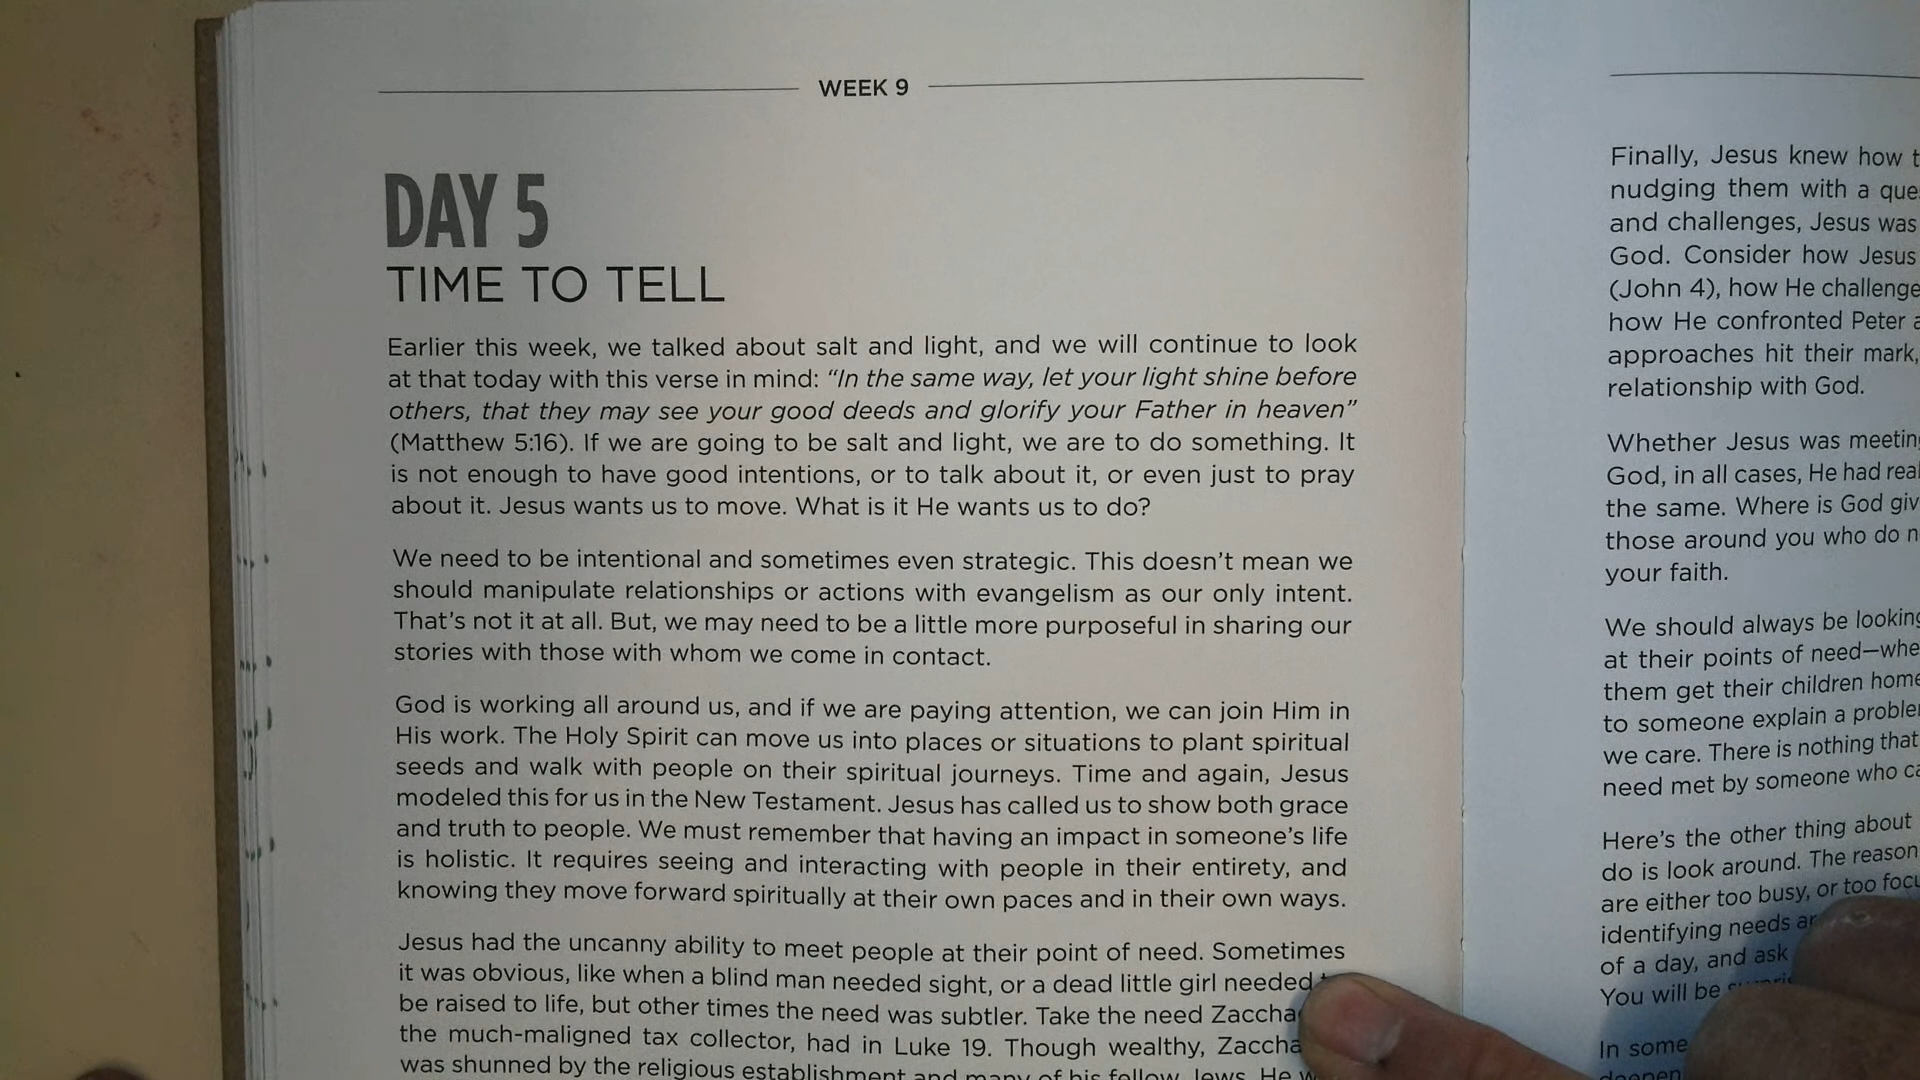 WEEK 9
DAY 5
TIME TO TELL
Earlier this week, we talked about salt and light, and we will continue to look
at that today with this verse in mind: “In the same way, let your light shine before
others, that they may see your good deeds and glorify your Father in heaven”
(Matthew 5:16). If we are going to be salt and light, we are to do something. It
is not enough to have good intentions, or to talk about it, or even just to pray
about it. Jesus wants us to move. What is it He wants us to do?
We need to be intentional and sometimes even strategic. This doesn’t mean we
should manipulate relationships or actions with evangelism as our only intent.
That’s not it at all. But, we may need to be a little more purposeful in sharing our
stories with those with whom we come in contact.
God is working all around us, and if we are paying attention, we can join Him in
His work. The Holy Spirit can move us into places or situations to plant spiritual
seeds and walk with people on their spiritual journeys. Time and again, Jesus
modeled this for us in the New Testament. Jesus has called us to show both grace
and truth to people. We must remember that having an impact in someone’s life
is holistic. It requires seeing and interacting with people in their entirety, and
knowing they move forward spiritually at their own paces and in their own ways.
Jesus had the uncanny ability to meet people at their point of need. Sometimes
it was obvious, like when a blind man needed sight, or a dead little girl needed
be raised to life, but other times the need was subtler. Take the need
the much-maligned tax collector, had in Luke 19. Though wealthy,
was shunned by the religious establishment and many of his fellow Jews. He
Finally, Jesus knew how
nudging them with a
and challenges, Jesus was
God. Consider how Jesus
(John 4), how He
how He confronted Peter
approaches hit their mark,
relationship with God.
Whether Jesus was
God, in all cases, He had
the same. Where is God
those around you who do
your faith.
We should always be
at their points of need—
them get their children
to someone explain a
we care. There is nothing that
need met by someone who
Here’s the other thing about
do is look around. The reason
are either too busy, or too
identifying needs
of a day, and ask
You will be
In some